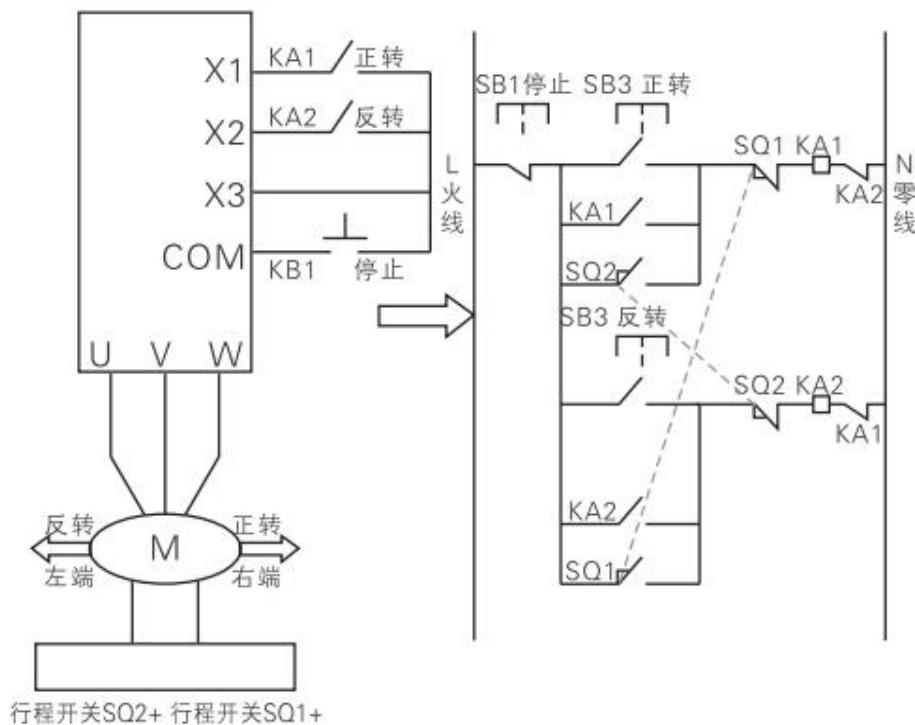 X1 KA1 正转
X2 KA2 反转
X3
COM KB1 停止
U V W
反转 正转
M
左端 右端
行程开关SQ2+ 行程开关SQ1+
L火线
SB1停止 SB3 正转
SQ1 KA1
KA2
N零线
KA1
SQ2
SB3 反转
SQ2 KA2
KA1
KA2
SQ1